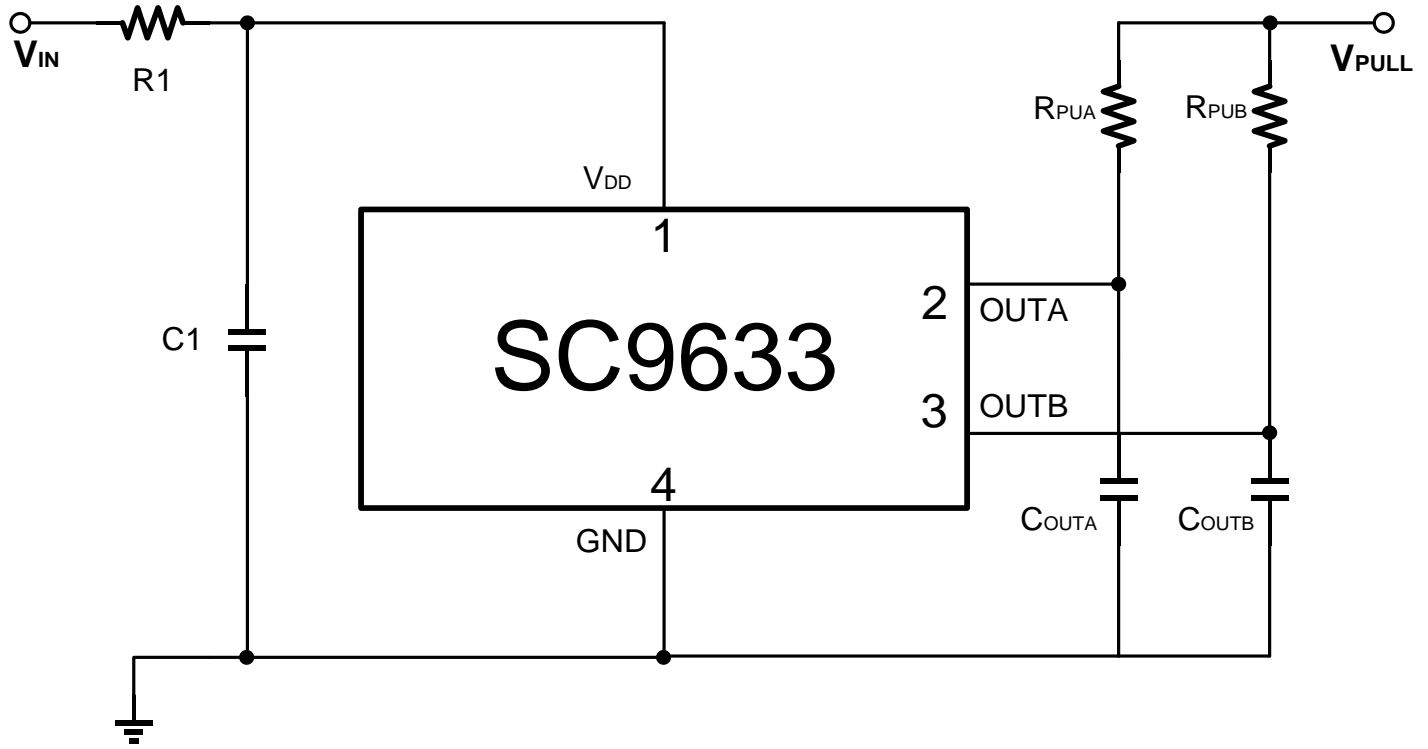 VIN
R1
VPULL
RPUA
RPUB
VDD
1
2
OUTA
C1
SC9633
3
OUTB
4
GND
COUTA
COUTB